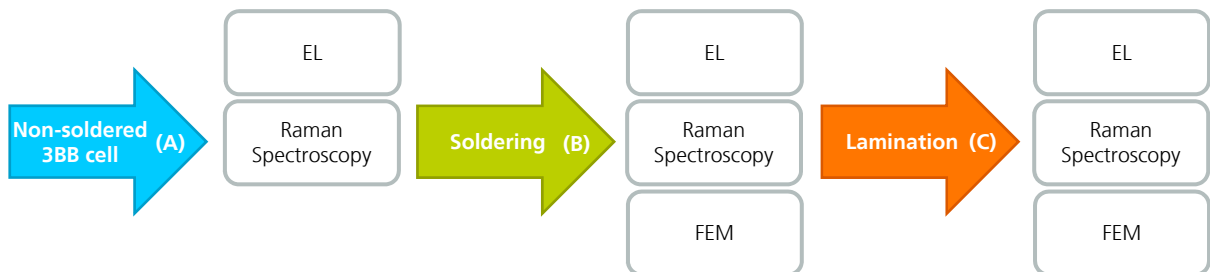 Non-soldered (A)
3BB cell
EL
Raman
Spectroscopy
Soldering (B)
EL
Raman
Spectroscopy
FEM
Lamination (C)
EL
Raman
Spectroscopy
FEM